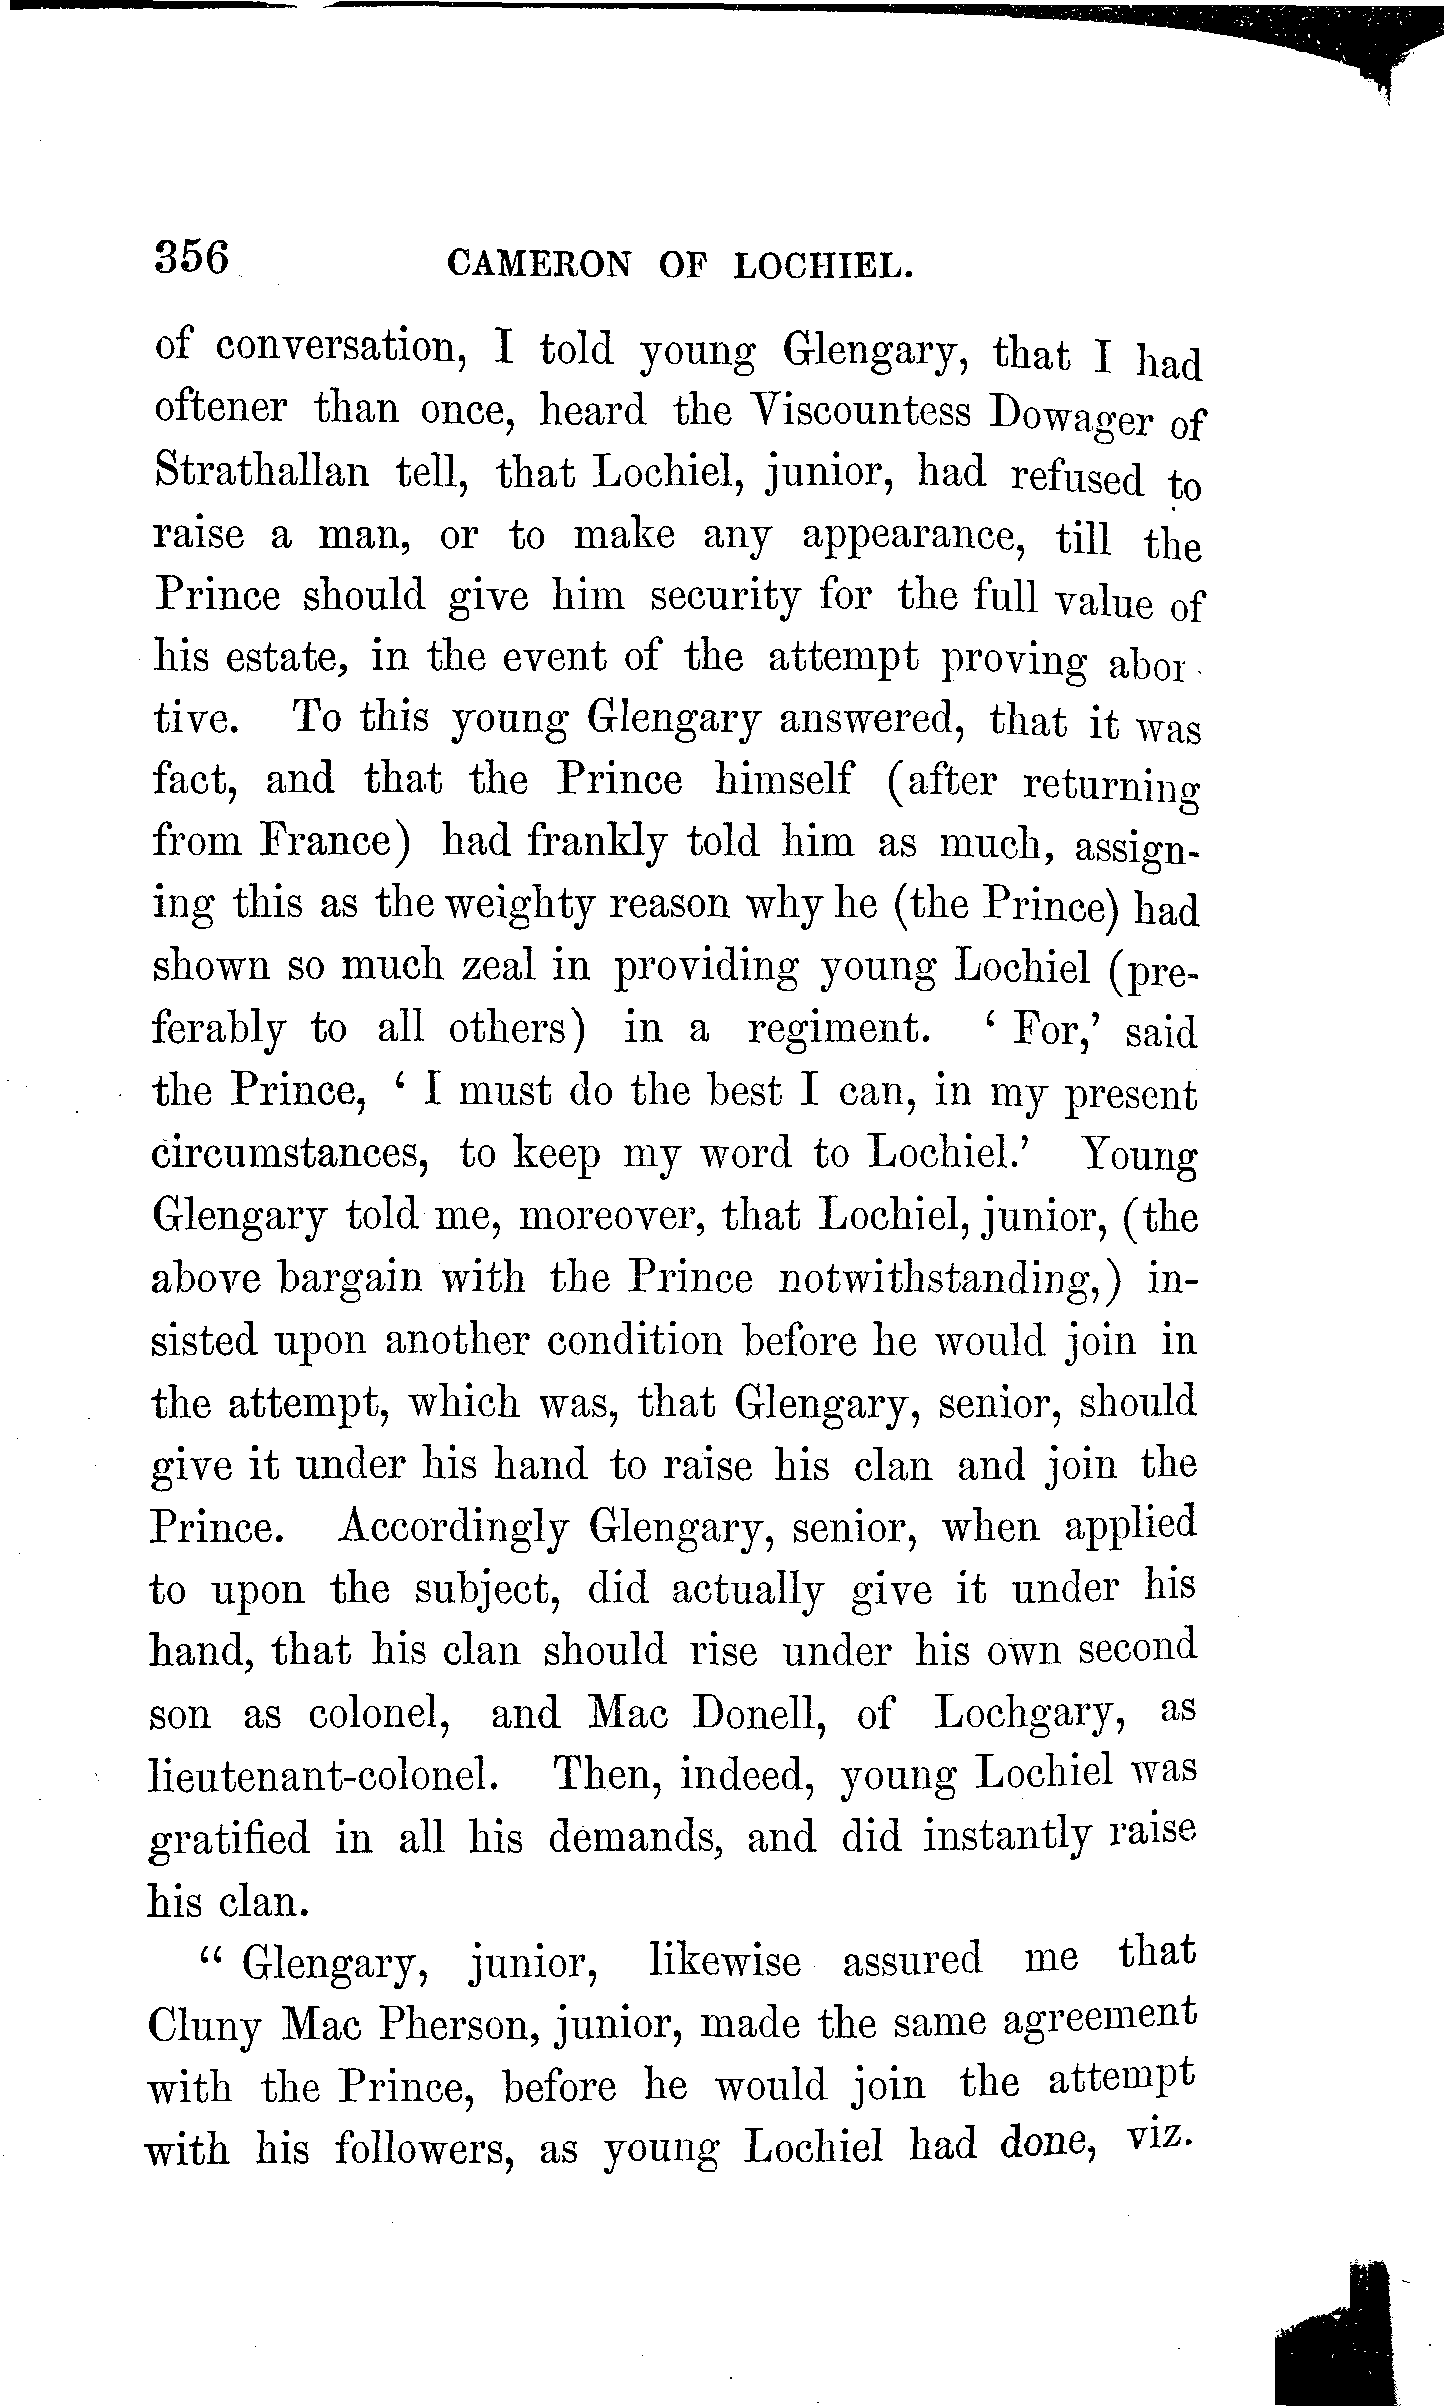 356 CAMERON OF LOCHIEL.
of conversation, I told young Glengary, that I had
oftener than once, heard the Viscountess Dowager of
Strathallan tell, that Lochiel, junior, had refused to
raise a man, or to make any appearance, till the
Prince should give him security for the full value of
his estate, in the event of the attempt proving abor-
tive. To this young Glengary answered, that it was
fact, and that the Prince himself (after returning
from France) had frankly told him as much, assign-
ing this as the weighty reason why he (the Prince) had
shown so much zeal in providing young Lochiel (pre-
ferably to all others) in a regiment. ‘ For,’ said
the Prince, ‘ I must do the best I can, in my present
circumstances, to keep my word to Lochiel.’ Young
Glengary told me, moreover, that Lochiel, junior, (the
above bargain with the Prince notwithstanding,) in-
sisted upon another condition before he would join in
the attempt, which was, that Glengary, senior, should
give it under his hand to raise his clan and join the
Prince. Accordingly Glengary, senior, when applied
to upon the subject, did actually give it under his
hand, that his clan should rise under his own second
son as colonel, and Mac Donell, of Lochgary, as
lieutenant-colonel. Then, indeed, young Lochiel was
gratified in all his demands, and did instantly raise
his clan.
“ Glengary, junior, likewise assured me that
Cluny Mac Pherson, junior, made the same agreement
with the Prince, before he would join the attempt
with his followers, as young Lochiel had done, viz.